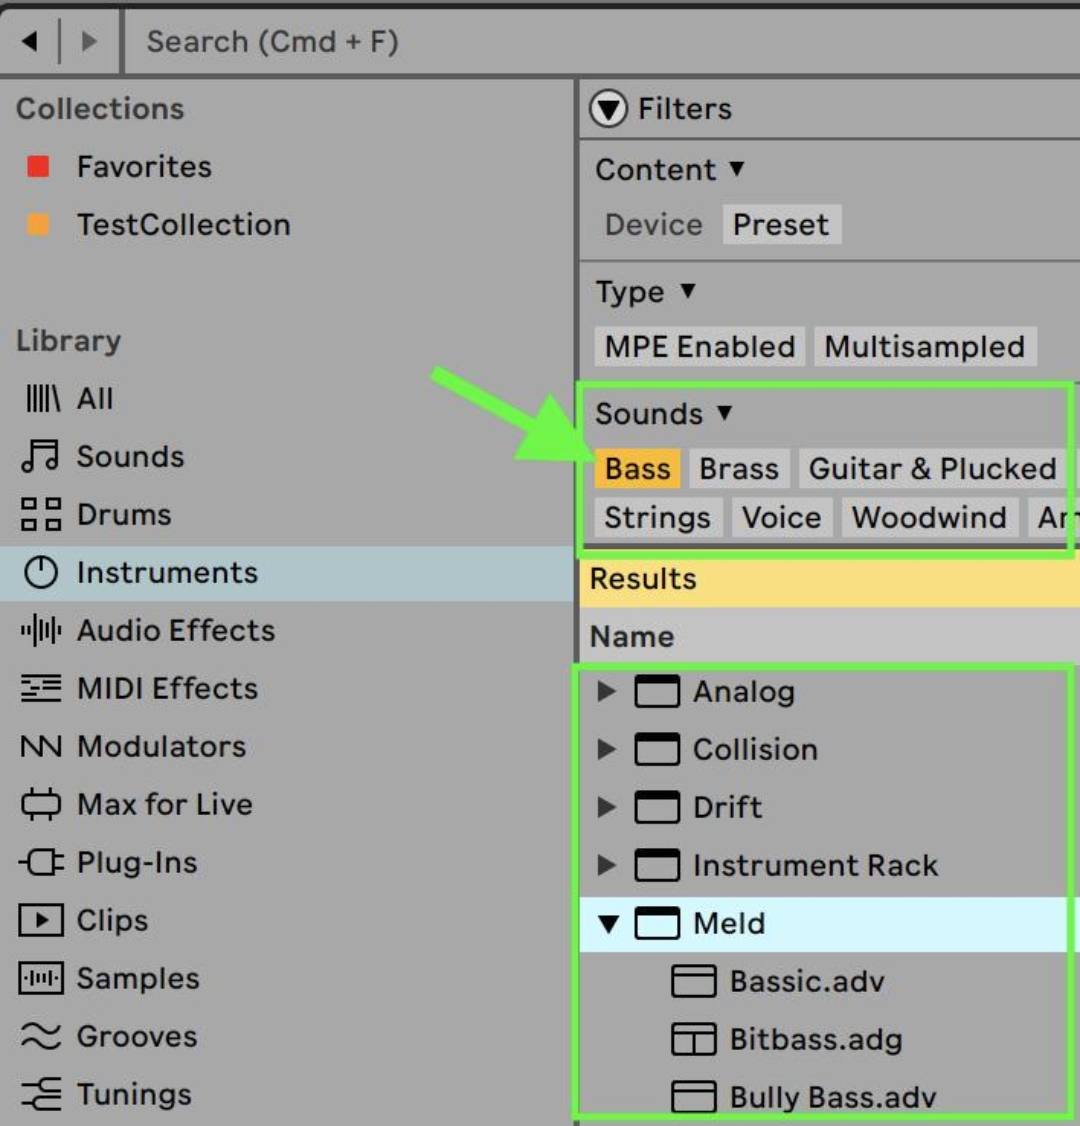 Search (Cmd + F)
Collections
Favorites
TestCollection
Library
All
Sounds
Drums
Instruments
Audio Effects
MIDI Effects
Modulators
Max for Live
Plug-Ins
Clips
Samples
Grooves
Tunings
Filters
Content
Device Preset
Type
MPE Enabled Multisampled
Sounds
Bass Brass Guitar & Plucked
Strings Voice Woodwind
Results
Name
Analog
Collision
Drift
Instrument Rack
Meld
Bassic.adv
Bitbass.adg
Bully Bass.adv